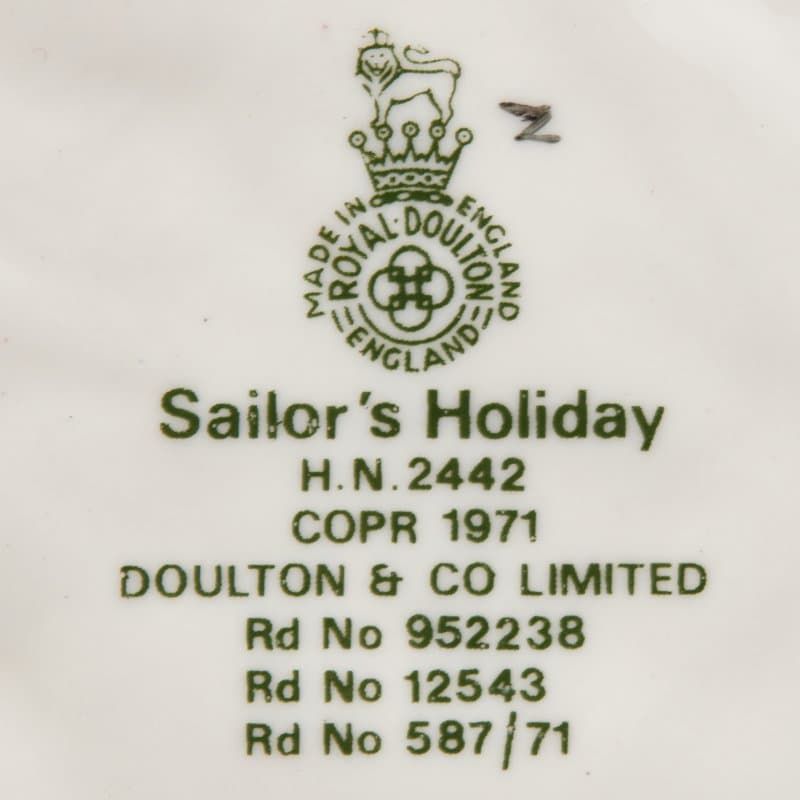 MADE IN ENGLAND
ROYAL·DOULTON
ENGLAND
Sailor's Holiday
H.N.2442
COPR 1971
DOULTON & CO LIMITED
Rd No 952238
Rd No 12543
Rd No 587/71